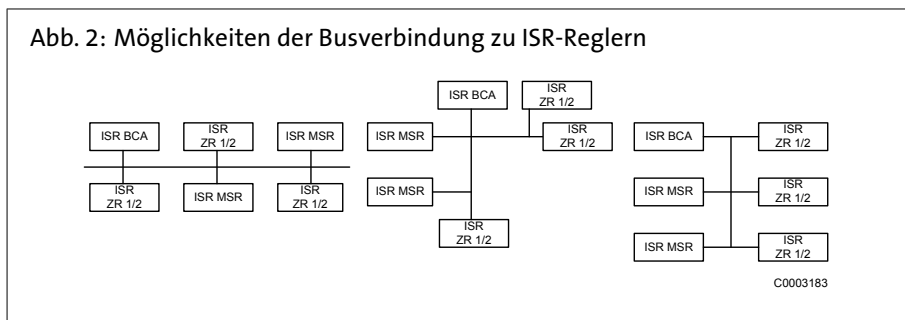 Abb. 2: Möglichkeiten der Busverbindung zu ISR-Reglern
ISR BCA
ISR
ZR 1/2
ISR MSR
ISR
ZR 1/2
ISR MSR
ISR
ZR 1/2
ISR BCA
ISR
ZR 1/2
ISR MSR
ISR
ZR 1/2
ISR MSR
ISR
ZR 1/2
ISR BCA
ISR
ZR 1/2
ISR MSR
ISR
ZR 1/2
ISR MSR
ISR
ZR 1/2
C0003183